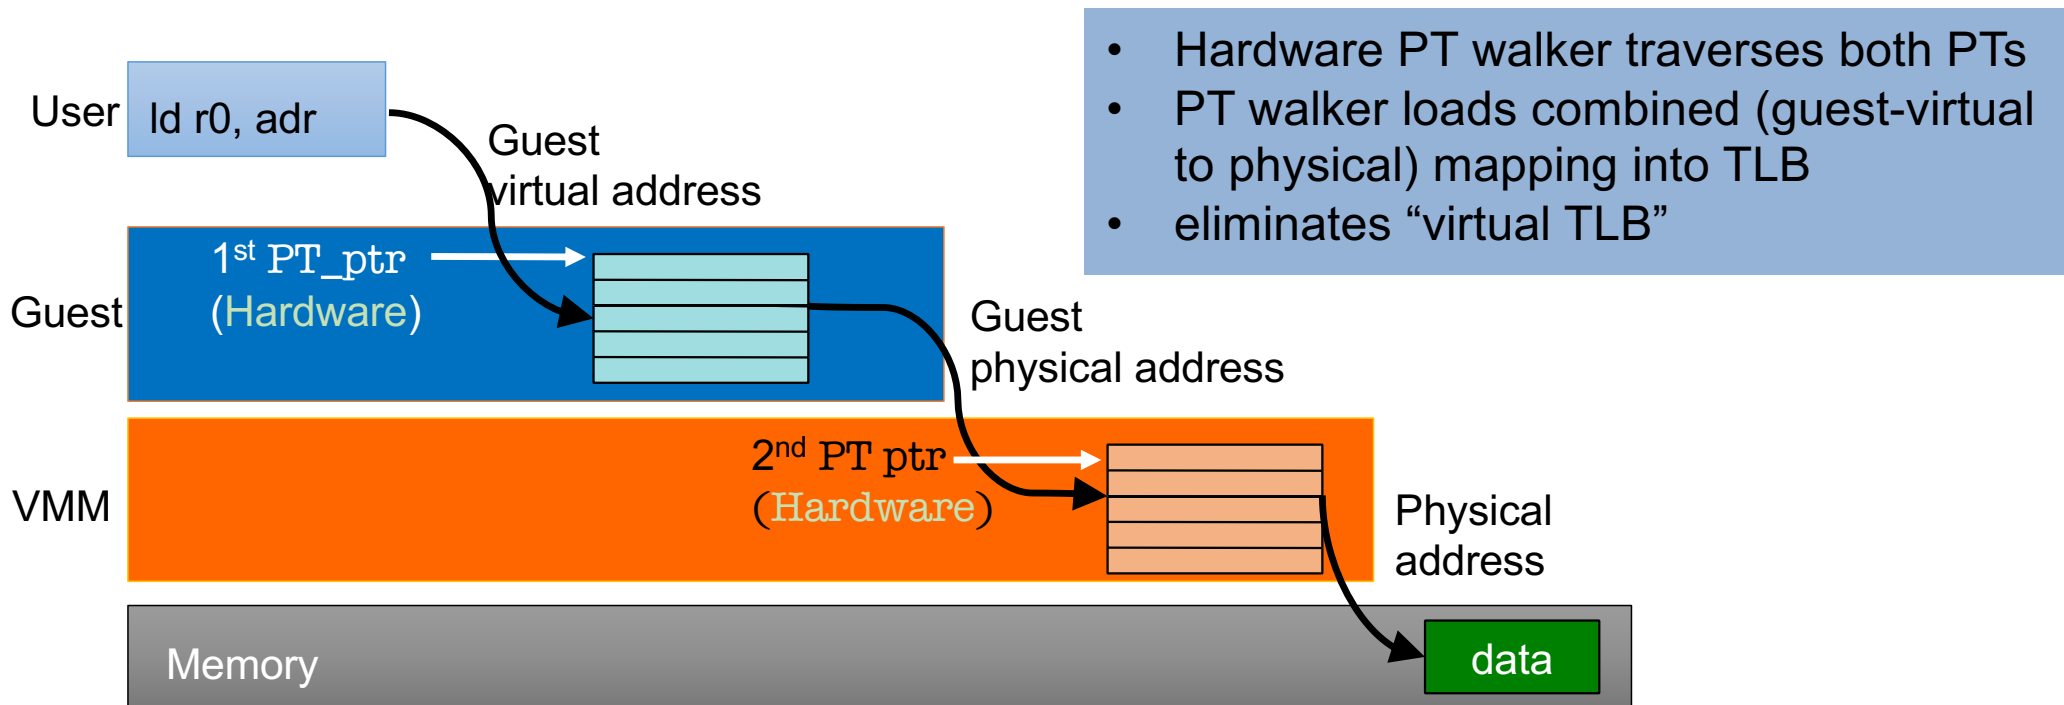 • Hardware PT walker traverses both PTs
• PT walker loads combined (guest-virtual
to physical) mapping into TLB
• eliminates “virtual TLB”
User
ld r0, adr
Guest
virtual address
Guest
1st PT_ptr
(Hardware)
Guest
physical address
VMM
2nd PT ptr
(Hardware)
Physical
address
Memory
data